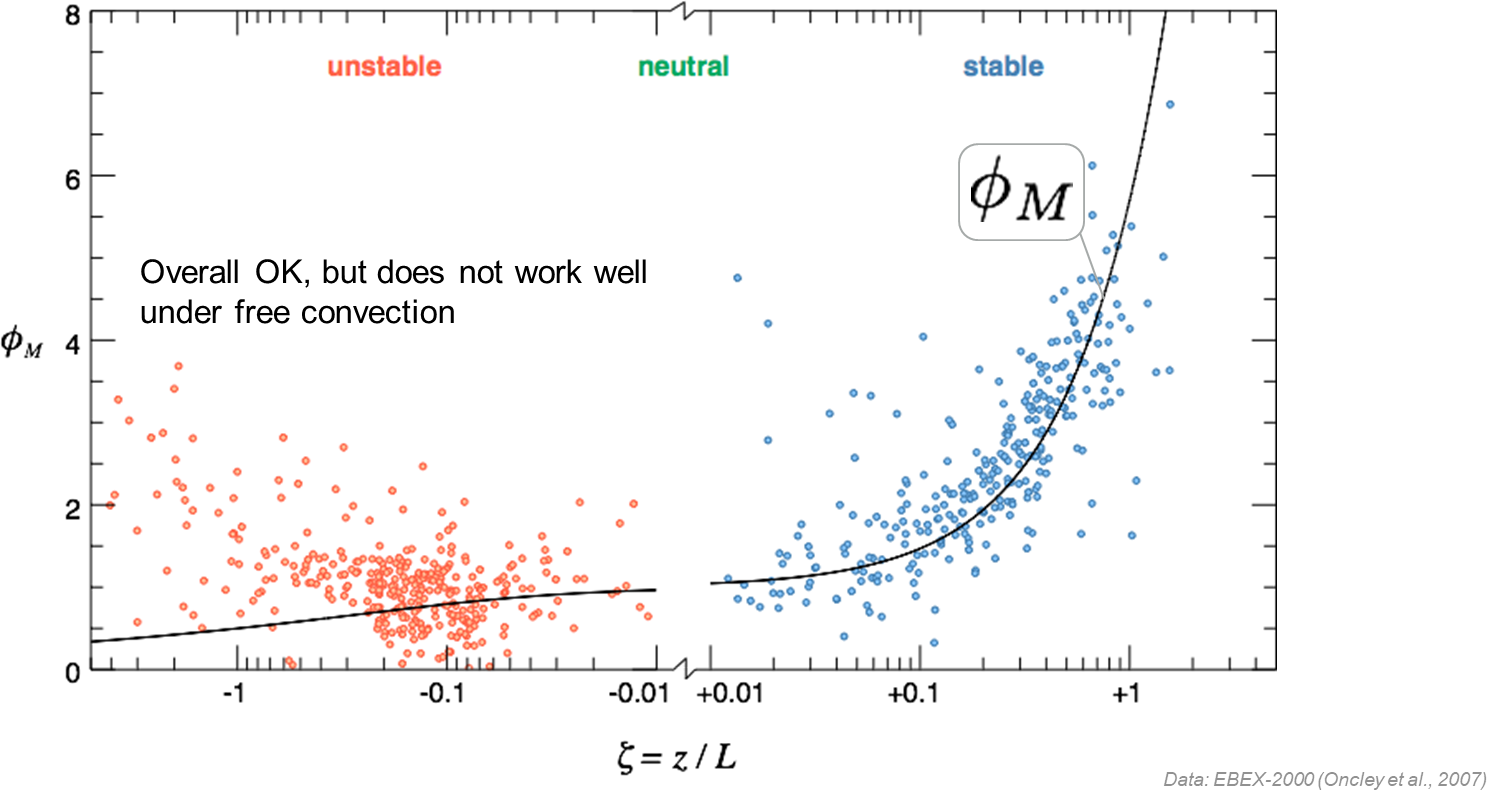 8
unstable
neutral
stable
6
ϕM
Overall OK, but does not work well
under free convection
ϕM
4
2
0
-1
-0.1
-0.01
+0.01
+0.1
+1
ζ = z / L
Data: EBEX-2000 (Oncley et al., 2007)